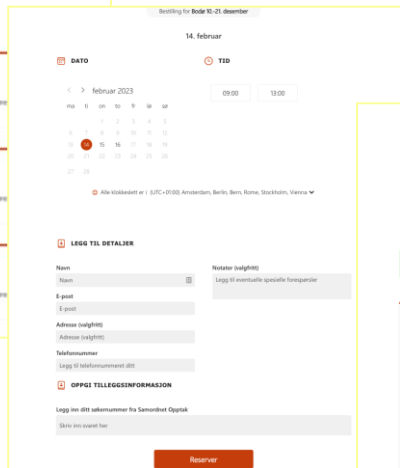 Bestilling for Bodø 10.-21. desember
14. februar
DATO
TID
februar 2023
09:00 13:00
ma ti on to fr lø sø
1 2 3 4 5
6 7 8 9 10 11 12
13 14 15 16 17 18 19
20 21 22 23 24 25 26
27 28
Alle klokkeslett er i (UTC+01:00) Amsterdam, Berlin, Bern, Rome, Stockholm, Vienna
LEGG TIL DETALJER
Navn
Navn
E-post
E-post
Adresse (valgfritt)
Adresse (valgfritt)
Telefonnummer
Legg til telefonnummeret ditt
Notater (valgfritt)
Legg til eventuelle spesielle forespørsler
OPPGI TILLEGGSINFORMASJON
Legg inn ditt søkernummer fra Samordnet Opptak
Skriv inn svaret her
Reserver